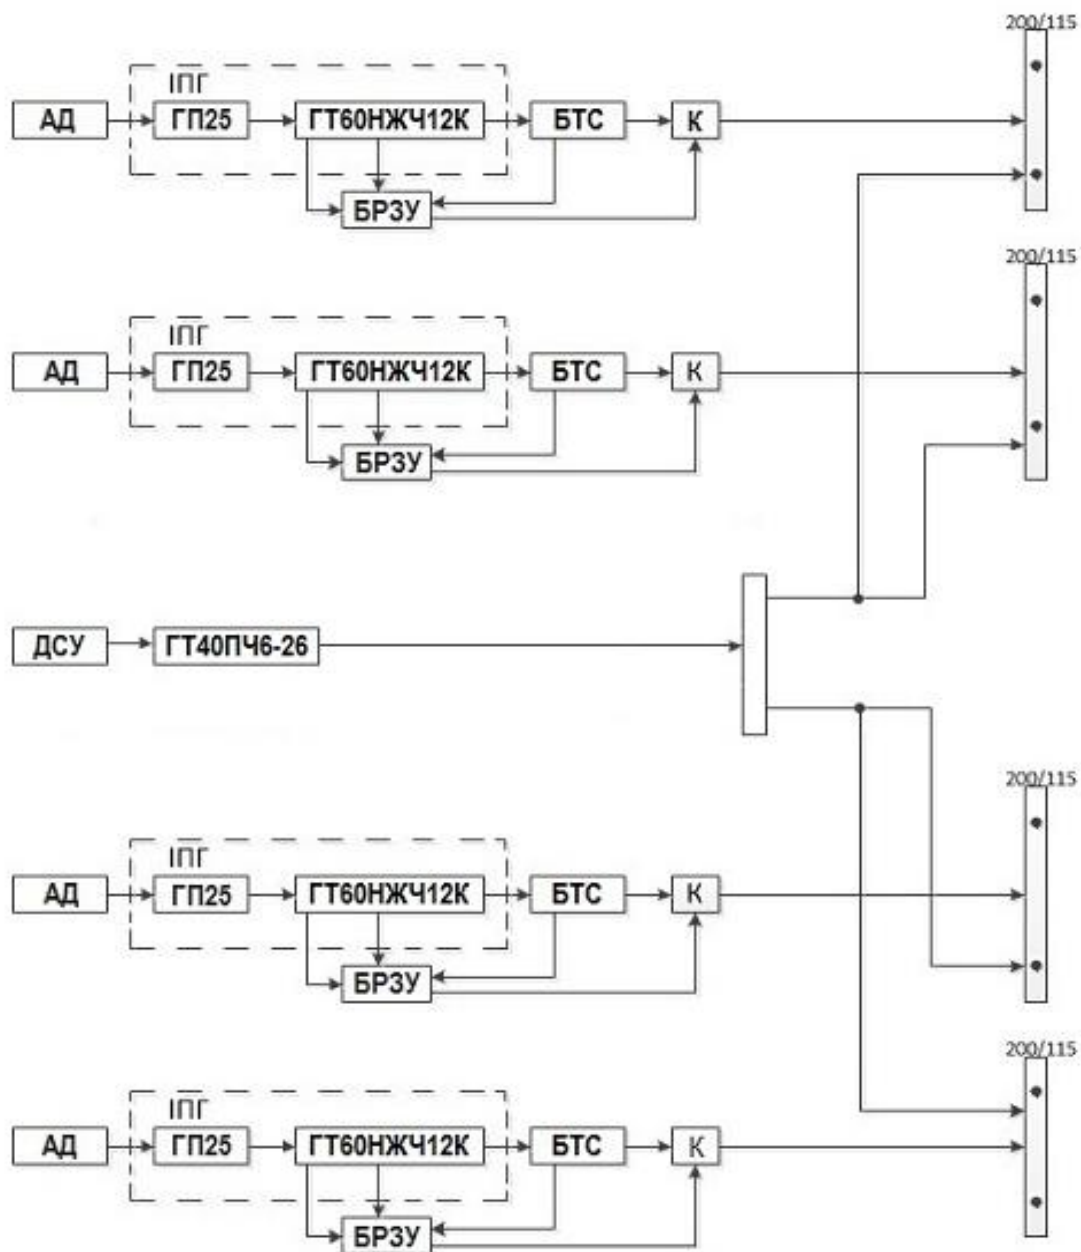 200/115
ІПГ
АД ГП25 ГТ60НЖЧ12К БТС К
БРЗУ
200/115
ІПГ
АД ГП25 ГТ60НЖЧ12К БТС К
БРЗУ
ДСУ ГТ40ПЧ6-26
200/115
ІПГ
АД ГП25 ГТ60НЖЧ12К БТС К
БРЗУ
200/115
ІПГ
АД ГП25 ГТ60НЖЧ12К БТС К
БРЗУ